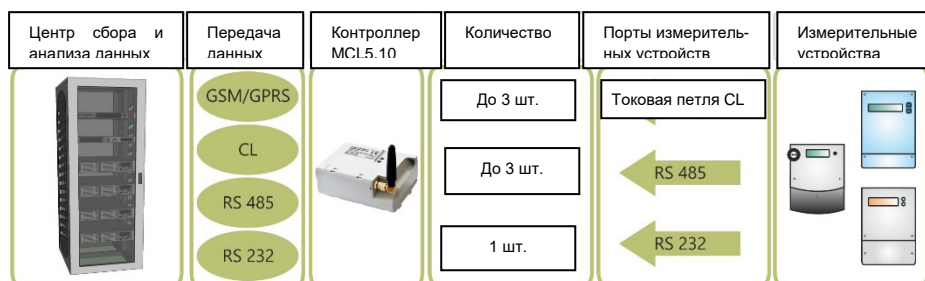 Центр сбора и
анализа данных
Передача
данных
Контроллер
MCL5.10
Количество
Порты измеритель-
ных устройств
Измерительные
устройства
GSM/GPRS
CL
RS 485
RS 232
До 3 шт.
До 3 шт.
1 шт.
Токовая петля CL
RS 485
RS 232